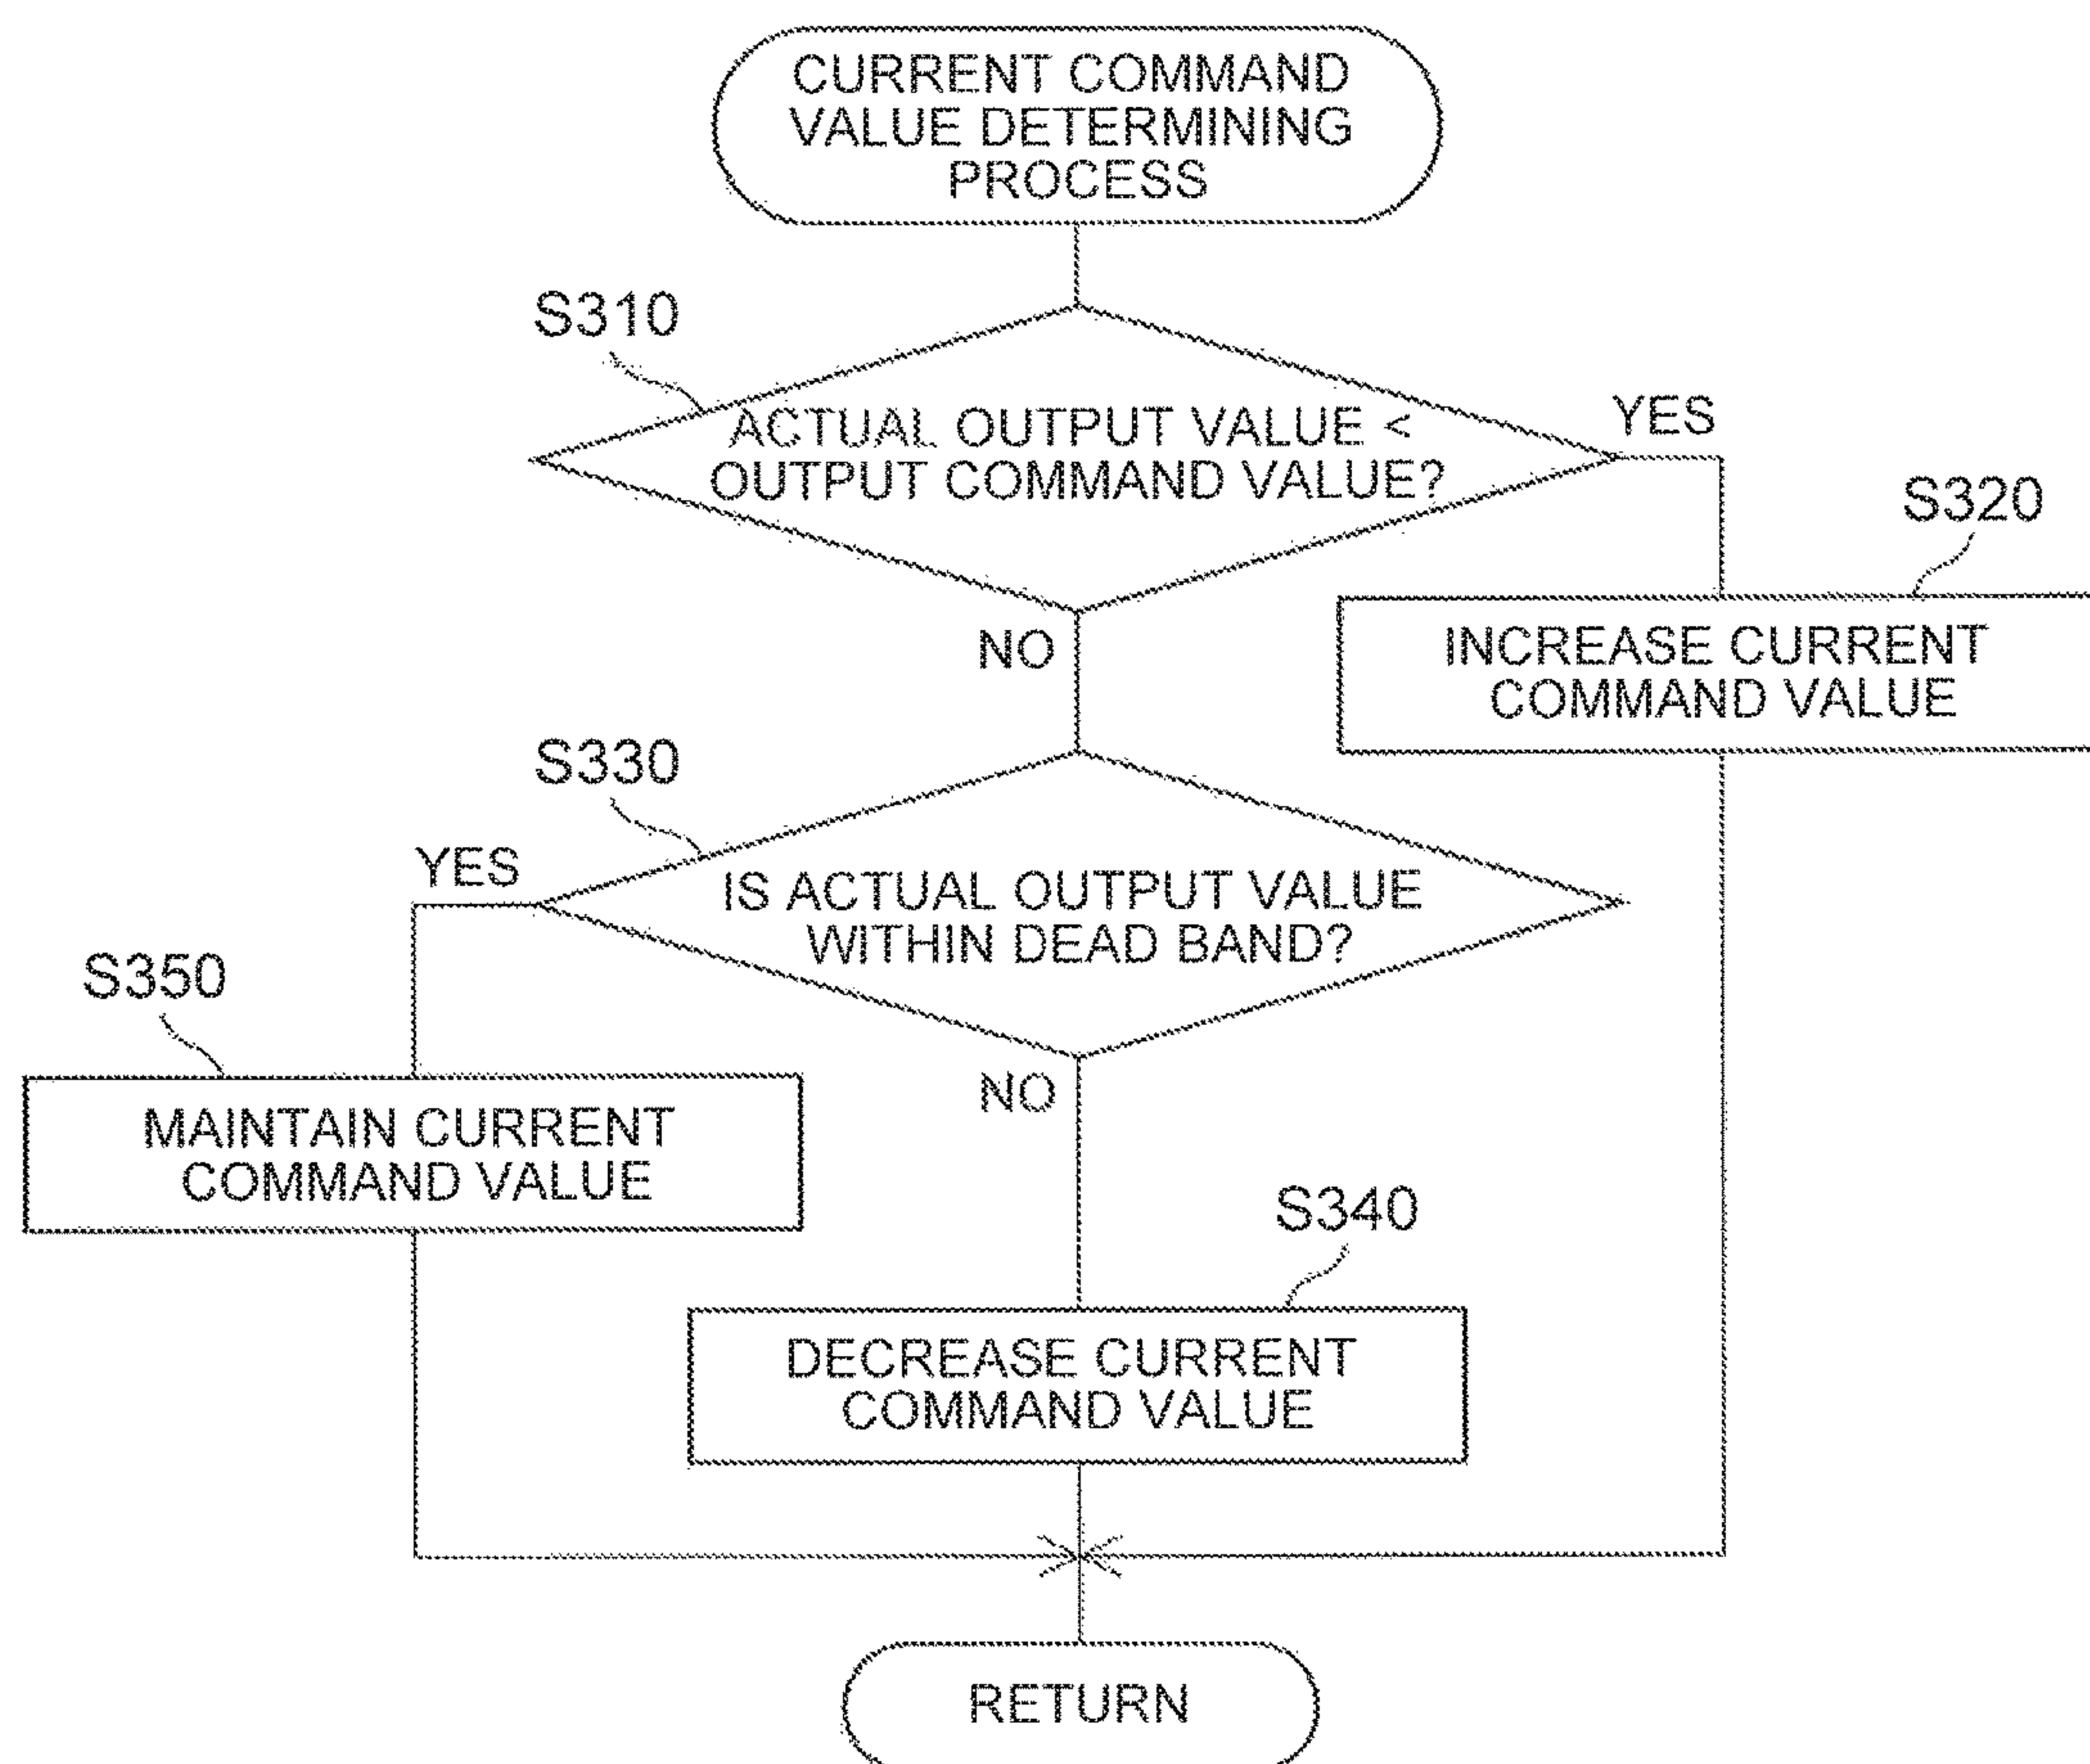 CURRENT COMMAND
VALUE DETERMINING
PROCESS
S310
ACTUAL OUTPUT VALUE <
OUTPUT COMMAND VALUE?
YES
S320
INCREASE CURRENT
COMMAND VALUE
NO
S330
YES
IS ACTUAL OUTPUT VALUE
WITHIN DEAD BAND?
S350
MAINTAIN CURRENT
COMMAND VALUE
NO
S340
DECREASE CURRENT
COMMAND VALUE
RETURN